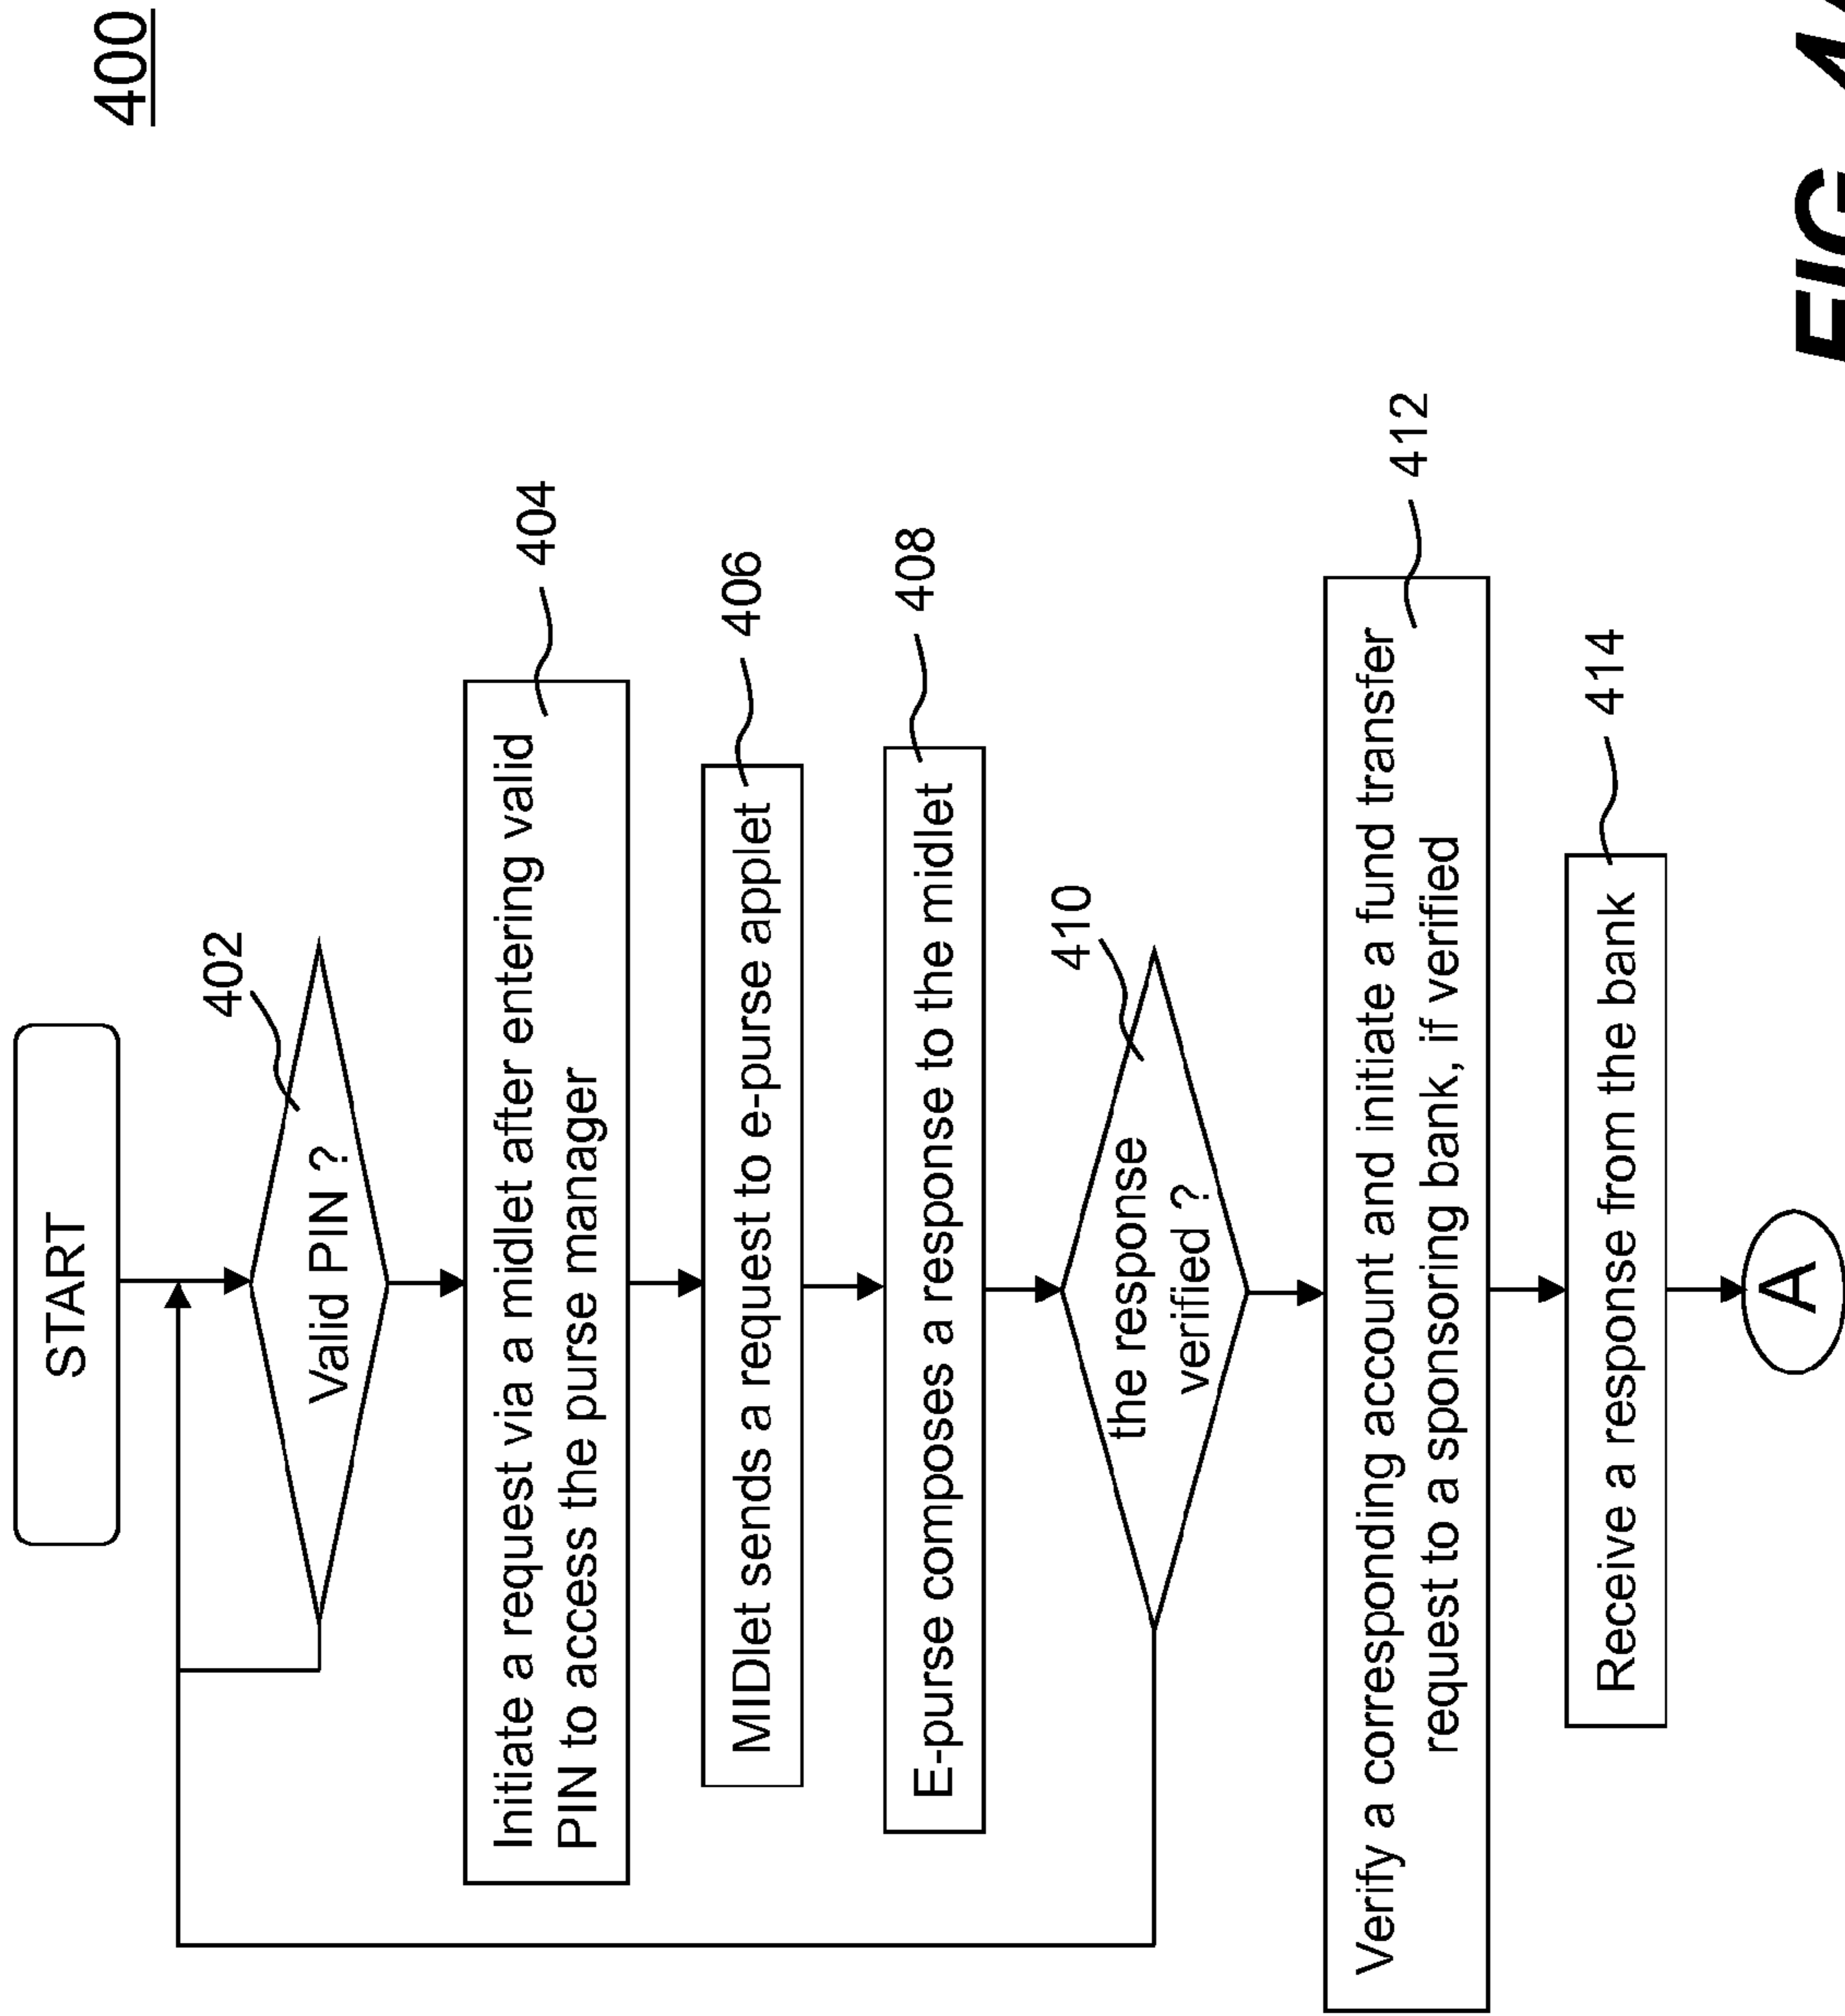 400
START
402
Valid PIN ?
404
Initiate a request via a midlet after entering valid
PIN to access the purse manager
406
MIDlet sends a request to e-purse applet
408
E-purse composes a response to the midlet
410
the response
verified ?
412
Verify a corresponding account and initiate a fund transfer
request to a sponsoring bank, if verified
414
Receive a response from the bank
A
FIG. 4A